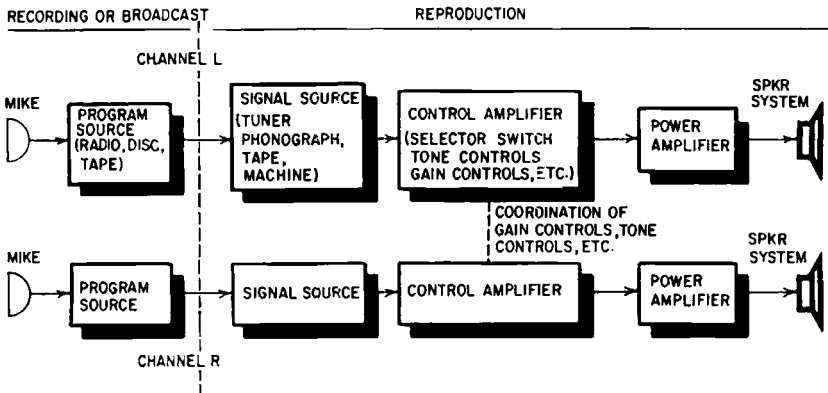 RECORDING OR BROADCAST
REPRODUCTION
CHANNEL L
MIKE
PROGRAM
SOURCE
(RADIO, DISC,
TAPE)
SIGNAL SOURCE
(TUNER
PHONOGRAPH,
TAPE,
MACHINE)
CONTROL AMPLIFIER
(SELECTOR SWITCH
TONE CONTROLS
GAIN CONTROLS, ETC.)
POWER
AMPLIFIER
SPKR
SYSTEM
COORDINATION OF
GAIN CONTROLS, TONE
CONTROLS, ETC.
MIKE
PROGRAM
SOURCE
SIGNAL SOURCE
CONTROL AMPLIFIER
POWER
AMPLIFIER
SPKR
SYSTEM
CHANNEL R